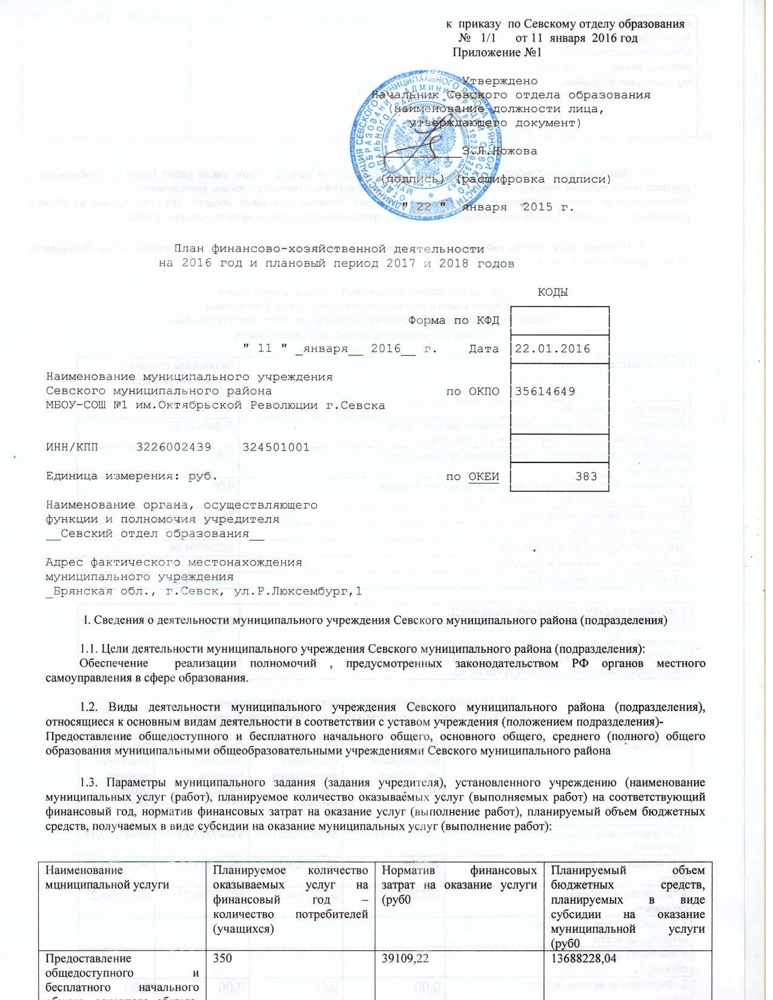 к приказу по Севскому отделу образования
№ 1/1 от 11 января 2016 год
Приложение №1
Утверждено
Начальник Севского отдела образования
(наименование должности лица,
утверждающего документ)
З.Л.Ножова
(подпись) (расшифровка подписи)
" 22 " января 2015 г.
План финансово-хозяйственной деятельности
на 2016 год и плановый период 2017 и 2018 годов
КОДЫ
Форма по КФД
" 11 " _января__ 2016__ г. Дата 22.01.2016
Наименование муниципального учреждения
Севского муниципального района по ОКПО 35614649
МБОУ-СОШ №1 им.Октябрьской Революции г.Севска
ИНН/КПП 3226002439 324501001
Единица измерения: руб. по ОКЕИ 383
Наименование органа, осуществляющего
функции и полномочия учредителя
__Севский отдел образования__
Адрес фактического местонахождения
муниципального учреждения
_Брянская обл., г.Севск, ул.Р.Люксембург,1
I. Сведения о деятельности муниципального учреждения Севского муниципального района (подразделения)
1.1. Цели деятельности муниципального учреждения Севского муниципального района (подразделения):
Обеспечение реализации полномочий , предусмотренных законодательством РФ органов местного
самоуправления в сфере образования.
1.2. Виды деятельности муниципального учреждения Севского муниципального района (подразделения),
относящиеся к основным видам деятельности в соответствии с уставом учреждения (положением подразделения)-
Предоставление общедоступного и бесплатного начального общего, основного общего, среднего (полного) общего
образования муниципальными общеобразовательными учреждениями Севского муниципального района
1.3. Параметры муниципального задания (задания учредителя), установленного учреждению (наименование
муниципальных услуг (работ), планируемое количество оказываемых услуг (выполняемых работ) на соответствующий
финансовый год, норматив финансовых затрат на оказание услуг (выполнение работ), планируемый объем бюджетных
средств, получаемых в виде субсидии на оказание муниципальных услуг (выполнение работ):
Наименование
мцниципальной услуги
Планируемое количество
оказываемых услуг на
финансовый год –
количество потребителей
(учащихся)
Норматив финансовых
затрат на оказание услуги
(руб0
Планируемый объем
бюджетных средств,
планируемых в виде
субсидии на оказание
муниципальной услуги
(руб0
Предоставление
общедоступного и
бесплатного начального
350
39109,22
13688228,04